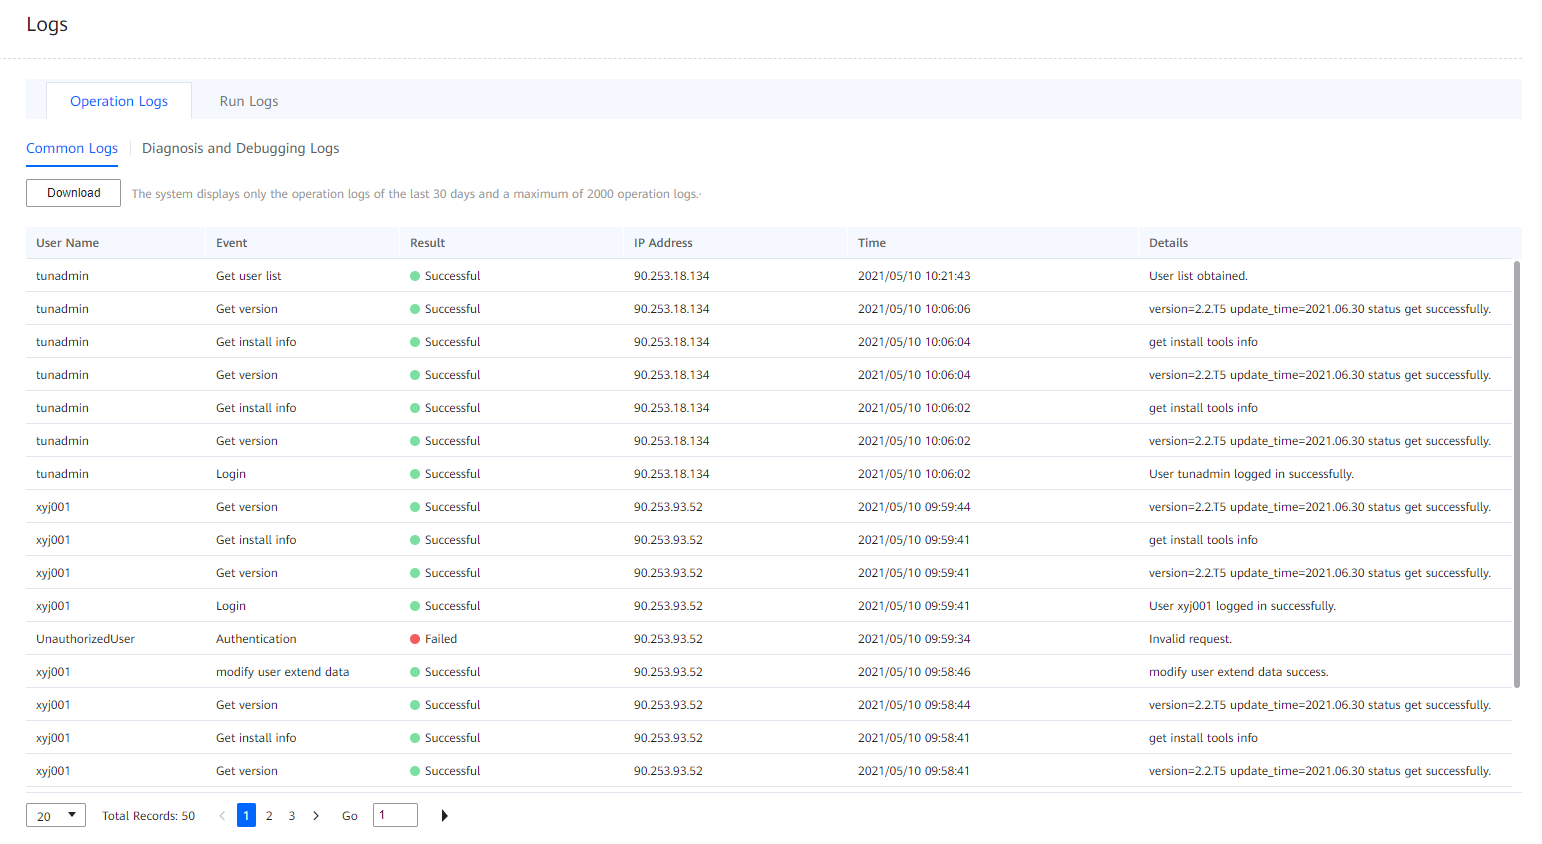 Logs
Operation Logs Run Logs
Common Logs Diagnosis and Debugging Logs
Download The system displays only the operation logs of the last 30 days and a maximum of 2000 operation logs.
User Name Event Result IP Address Time Details
tunadmin Get user list Successful 90.253.18.134 2021/05/10 10:21:43 User list obtained.
tunadmin Get version Successful 90.253.18.134 2021/05/10 10:06:06 version=2.2.T5 update_time=2021.06.30 status get successfully.
tunadmin Get install info Successful 90.253.18.134 2021/05/10 10:06:04 get install tools info
tunadmin Get version Successful 90.253.18.134 2021/05/10 10:06:04 version=2.2.T5 update_time=2021.06.30 status get successfully.
tunadmin Get install info Successful 90.253.18.134 2021/05/10 10:06:02 get install tools info
tunadmin Get version Successful 90.253.18.134 2021/05/10 10:06:02 version=2.2.T5 update_time=2021.06.30 status get successfully.
tunadmin Login Successful 90.253.18.134 2021/05/10 10:06:02 User tunadmin logged in successfully.
xyj001 Get version Successful 90.253.93.52 2021/05/10 09:59:44 version=2.2.T5 update_time=2021.06.30 status get successfully.
xyj001 Get install info Successful 90.253.93.52 2021/05/10 09:59:41 get install tools info
xyj001 Get version Successful 90.253.93.52 2021/05/10 09:59:41 version=2.2.T5 update_time=2021.06.30 status get successfully.
xyj001 Login Successful 90.253.93.52 2021/05/10 09:59:41 User xyj001 logged in successfully.
UnauthorizedUser Authentication Failed 90.253.93.52 2021/05/10 09:59:34 Invalid request.
xyj001 modify user extend data Successful 90.253.93.52 2021/05/10 09:58:46 modify user extend data success.
xyj001 Get version Successful 90.253.93.52 2021/05/10 09:58:44 version=2.2.T5 update_time=2021.06.30 status get successfully.
xyj001 Get install info Successful 90.253.93.52 2021/05/10 09:58:41 get install tools info
xyj001 Get version Successful 90.253.93.52 2021/05/10 09:58:41 version=2.2.T5 update_time=2021.06.30 status get successfully.
20 Total Records: 50 < 1 2 3 > Go 1